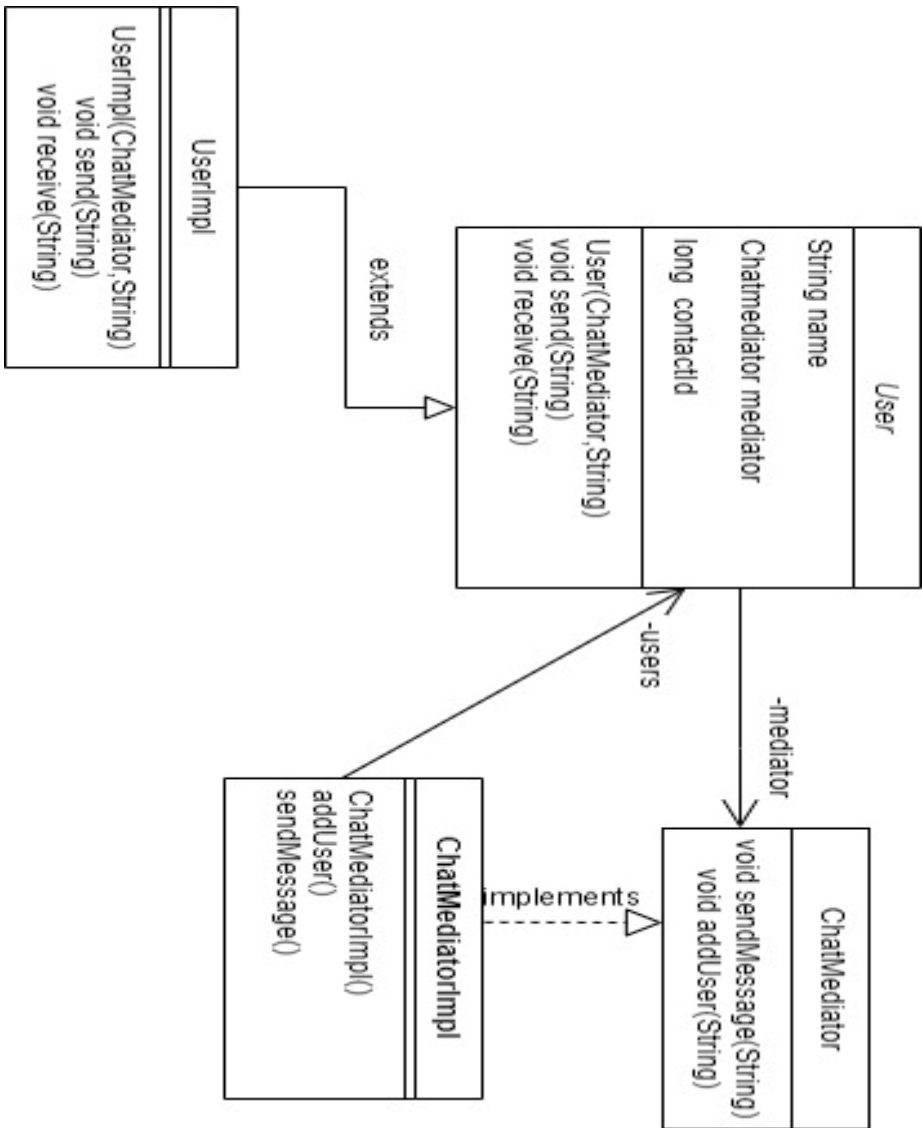 User
String name
Chatmediator mediator
long contactId
User(ChatMediator,String)
void send(String)
void receive(String)
-mediator
ChatMediator
void sendMessage(String)
void addUser(String)
extends
-users
implements
UserImpl
UserImpl(ChatMediator,String)
void send(String)
void receive(String)
ChatMediatorImpl
ChatMediatorImpl()
addUser()
sendMessage()